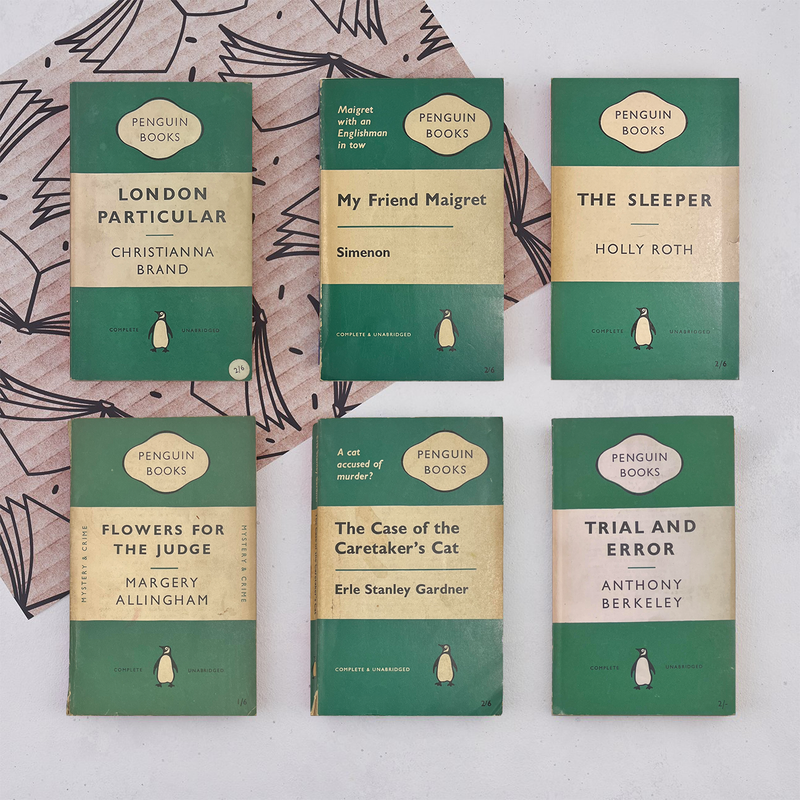 PENGUIN
BOOKS
LONDON
PARTICULAR
CHRISTIANNA
BRAND
COMPLETE UNABRIDGED
2/6
Maigret
with an
Englishman
in tow
PENGUIN
BOOKS
My Friend Maigret
Simenon
COMPLETE & UNABRIDGED
2/6
PENGUIN
BOOKS
THE SLEEPER
HOLLY ROTH
COMPLETE UNABRIDGED
2/6
PENGUIN
BOOKS
MYSTERY & CRIME
FLOWERS FOR
THE JUDGE
MARGERY
ALLINGHAM
MYSTERY & CRIME
COMPLETE UNABRIDGED
1/6
A cat
accused of
murder?
PENGUIN
BOOKS
The Case of the
Caretaker's Cat
Erle Stanley Gardner
COMPLETE & UNABRIDGED
2/6
PENGUIN
BOOKS
TRIAL AND
ERROR
ANTHONY
BERKELEY
COMPLETE UNABRIDGED
2/-